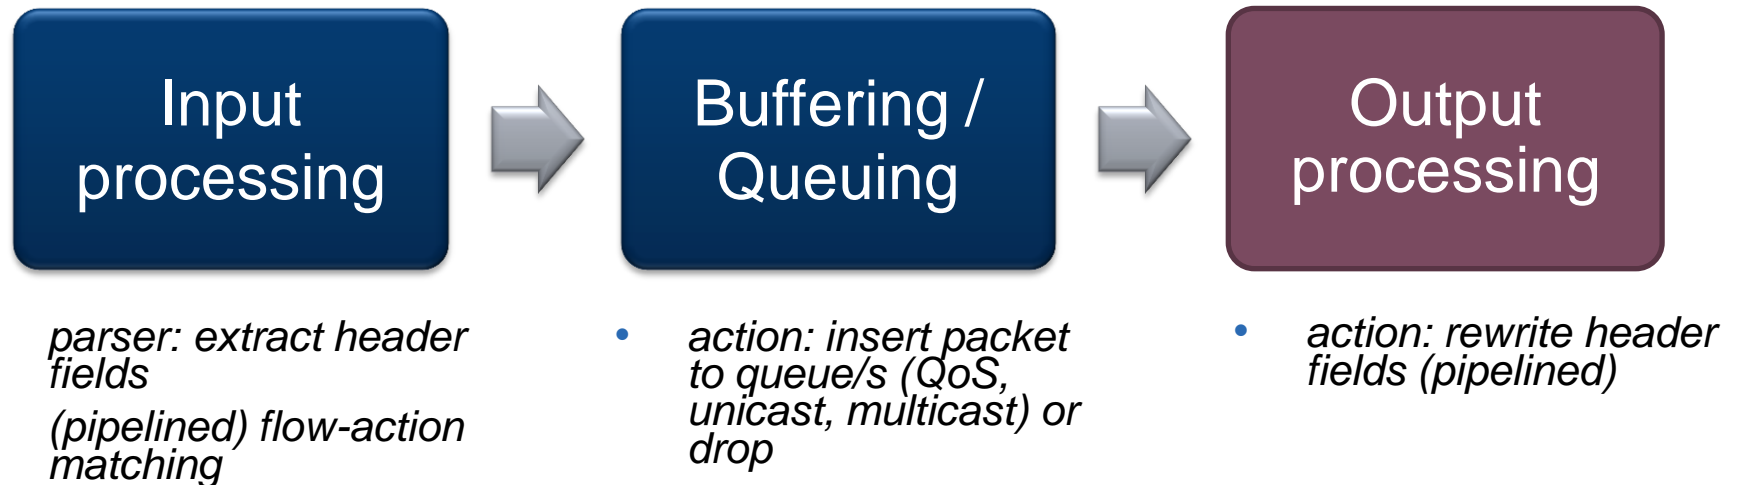 Input
processing
Buffering /
Queuing
Output
processing
parser: extract header
fields
(pipelined) flow-action
matching
• action: insert packet
to queue/s (QoS,
unicast, multicast) or
drop
• action: rewrite header
fields (pipelined)